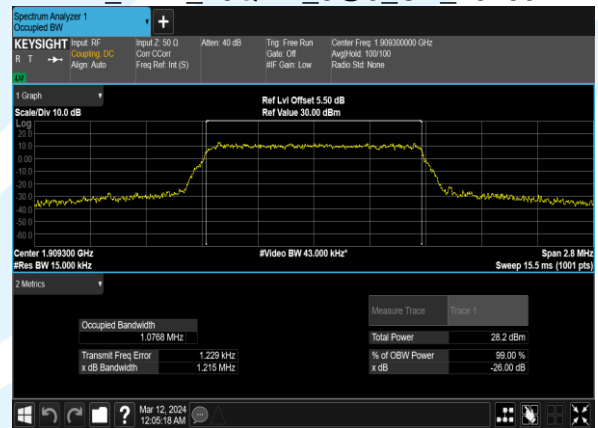 Spectrum Analyzer 1
Occupied BW
KEYSIGHT
R T
LW
Input: RF
Coupling: DC
Align: Auto
Input Z: 50 Ω
Corr CCorr
Freq Ref: Int (S)
Atten: 40 dB
Trig: Free Run
Gate: Off
#IF Gain: Low
Center Freq: 1.909300000 GHz
Avg|Hold: 100/100
Radio Std: None
1 Graph
Scale/Div 10.0 dB
Ref Lvl Offset 5.50 dB
Ref Value 30.00 dBm
Log
20.0
10.0
0.00
-10.0
-20.0
-30.0
-40.0
-50.0
-60.0
Center 1.909300 GHz
#Res BW 15.000 kHz
#Video BW 43.000 kHz*
Span 2.8 MHz
Sweep 15.5 ms (1001 pts)
2 Metrics
Measure Trace Trace 1
Occupied Bandwidth
1.0768 MHz
Total Power 28.2 dBm
Transmit Freq Error 1.229 kHz
% of OBW Power 99.00 %
x dB Bandwidth 1.215 MHz
x dB -26.00 dB
?
Mar 12, 2024
12:05:18 AM